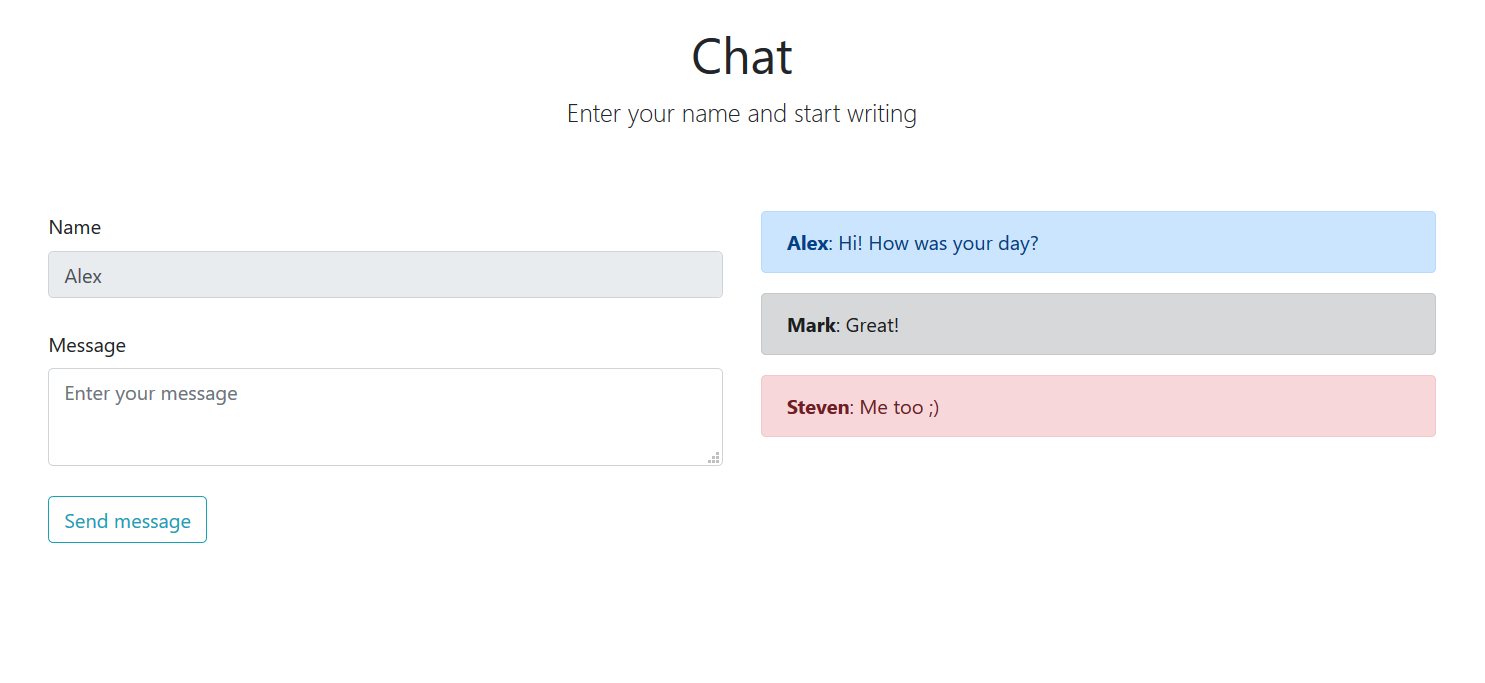 Chat
Enter your name and start writing
Name
Alex
Message
Enter your message
Send message
Alex: Hi! How was your day?
Mark: Great!
Steven: Me too ;)